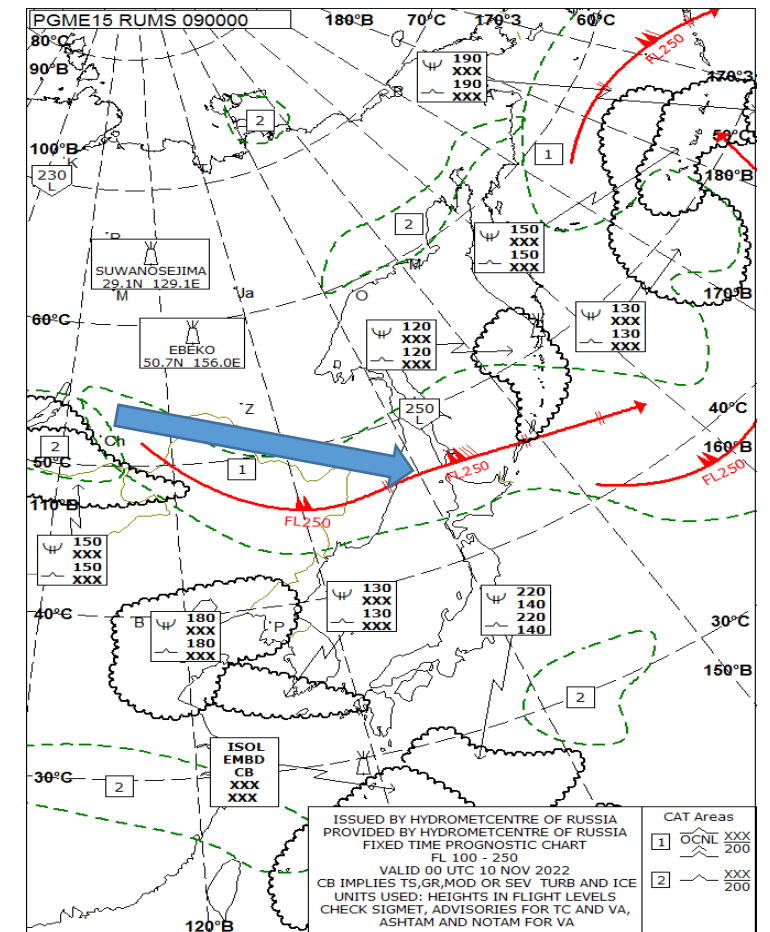 PGME15 RUMS 090000
180°В
70°С
170°З
60°С
80°С
90°В
190
XXX
190
XXX
В
А
FL250
170°З
2
50°С
100°В
К
Т
1
180°В
230
L
2
150
XXX
150
XXX
SUWANOSEJIMA
29.1N 129.1E
М
М
Ja
О
170°В
130
XXX
130
XXX
60°С
EBEKO
50.7N 156.0E
120
XXX
120
XXX
Z
250
L
40°С
Ch
2
50°С
1
FL250
160°В
FL250
110°В
FL250
150
XXX
150
XXX
130
XXX
130
XXX
220
140
220
140
40°С
В
180
XXX
180
XXX
Р
30°С
150°В
2
ISOL
EMBD
CB
XXX
XXX
30°С
2
ISSUED BY HYDROMETCENTRE OF RUSSIA
PROVIDED BY HYDROMETCENTRE OF RUSSIA
FIXED TIME PROGNOSTIC CHART
FL 100 - 250
VALID 00 UTC 10 NOV 2022
CB IMPLIES TS,GR,MOD OR SEV TURB AND ICE
UNITS USED: HEIGHTS IN FLIGHT LEVELS
CHECK SIGMET, ADVISORIES FOR TC AND VA,
ASHTAM AND NOTAM FOR VA
CAT Areas
1 OCNL XXX
200
2 XXX
200
120°В